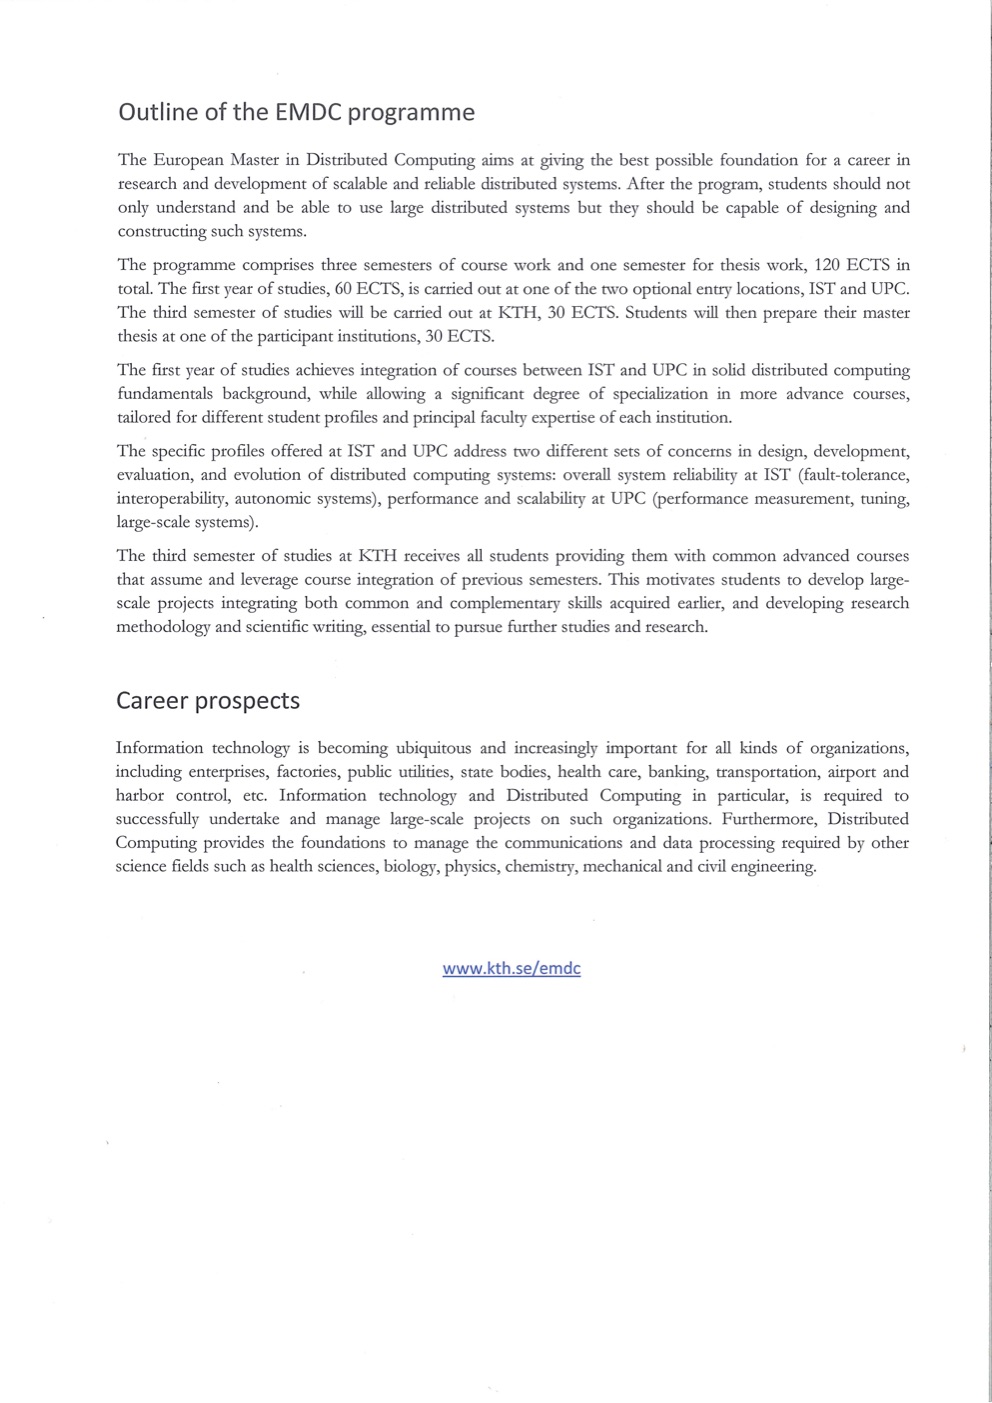 Outline of the EMDC programme
The European Master in Distributed Computing aims at giving the best possible foundation for a career in
research and development of scalable and reliable distributed systems. After the program, students should not
only understand and be able to use large distributed systems but they should be capable of designing and
constructing such systems.
The programme comprises three semesters of course work and one semester for thesis work, 120 ECTS in
total. The first year of studies, 60 ECTS, is carried out at one of the two optional entry locations, IST and UPC.
The third semester of studies will be carried out at KTH, 30 ECTS. Students will then prepare their master
thesis at one of the participant institutions, 30 ECTS.
The first year of studies achieves integration of courses between IST and UPC in solid distributed computing
fundamentals background, while allowing a significant degree of specialization in more advance courses,
tailored for different student profiles and principal faculty expertise of each institution.
The specific profiles offered at IST and UPC address two different sets of concerns in design, development,
evaluation, and evolution of distributed computing systems: overall system reliability at IST (fault-tolerance,
interoperability, autonomic systems), performance and scalability at UPC (performance measurement, tuning,
large-scale systems).
The third semester of studies at KTH receives all students providing them with common advanced courses
that assume and leverage course integration of previous semesters. This motivates students to develop large-
scale projects integrating both common and complementary skills acquired earlier, and developing research
methodology and scientific writing, essential to pursue further studies and research.
Career prospects
Information technology is becoming ubiquitous and increasingly important for all kinds of organizations,
including enterprises, factories, public utilities, state bodies, health care, banking, transportation, airport and
harbor control, etc. Information technology and Distributed Computing in particular, is required to
successfully undertake and manage large-scale projects on such organizations. Furthermore, Distributed
Computing provides the foundations to manage the communications and data processing required by other
science fields such as health sciences, biology, physics, chemistry, mechanical and civil engineering.
www.kth.se/emdc